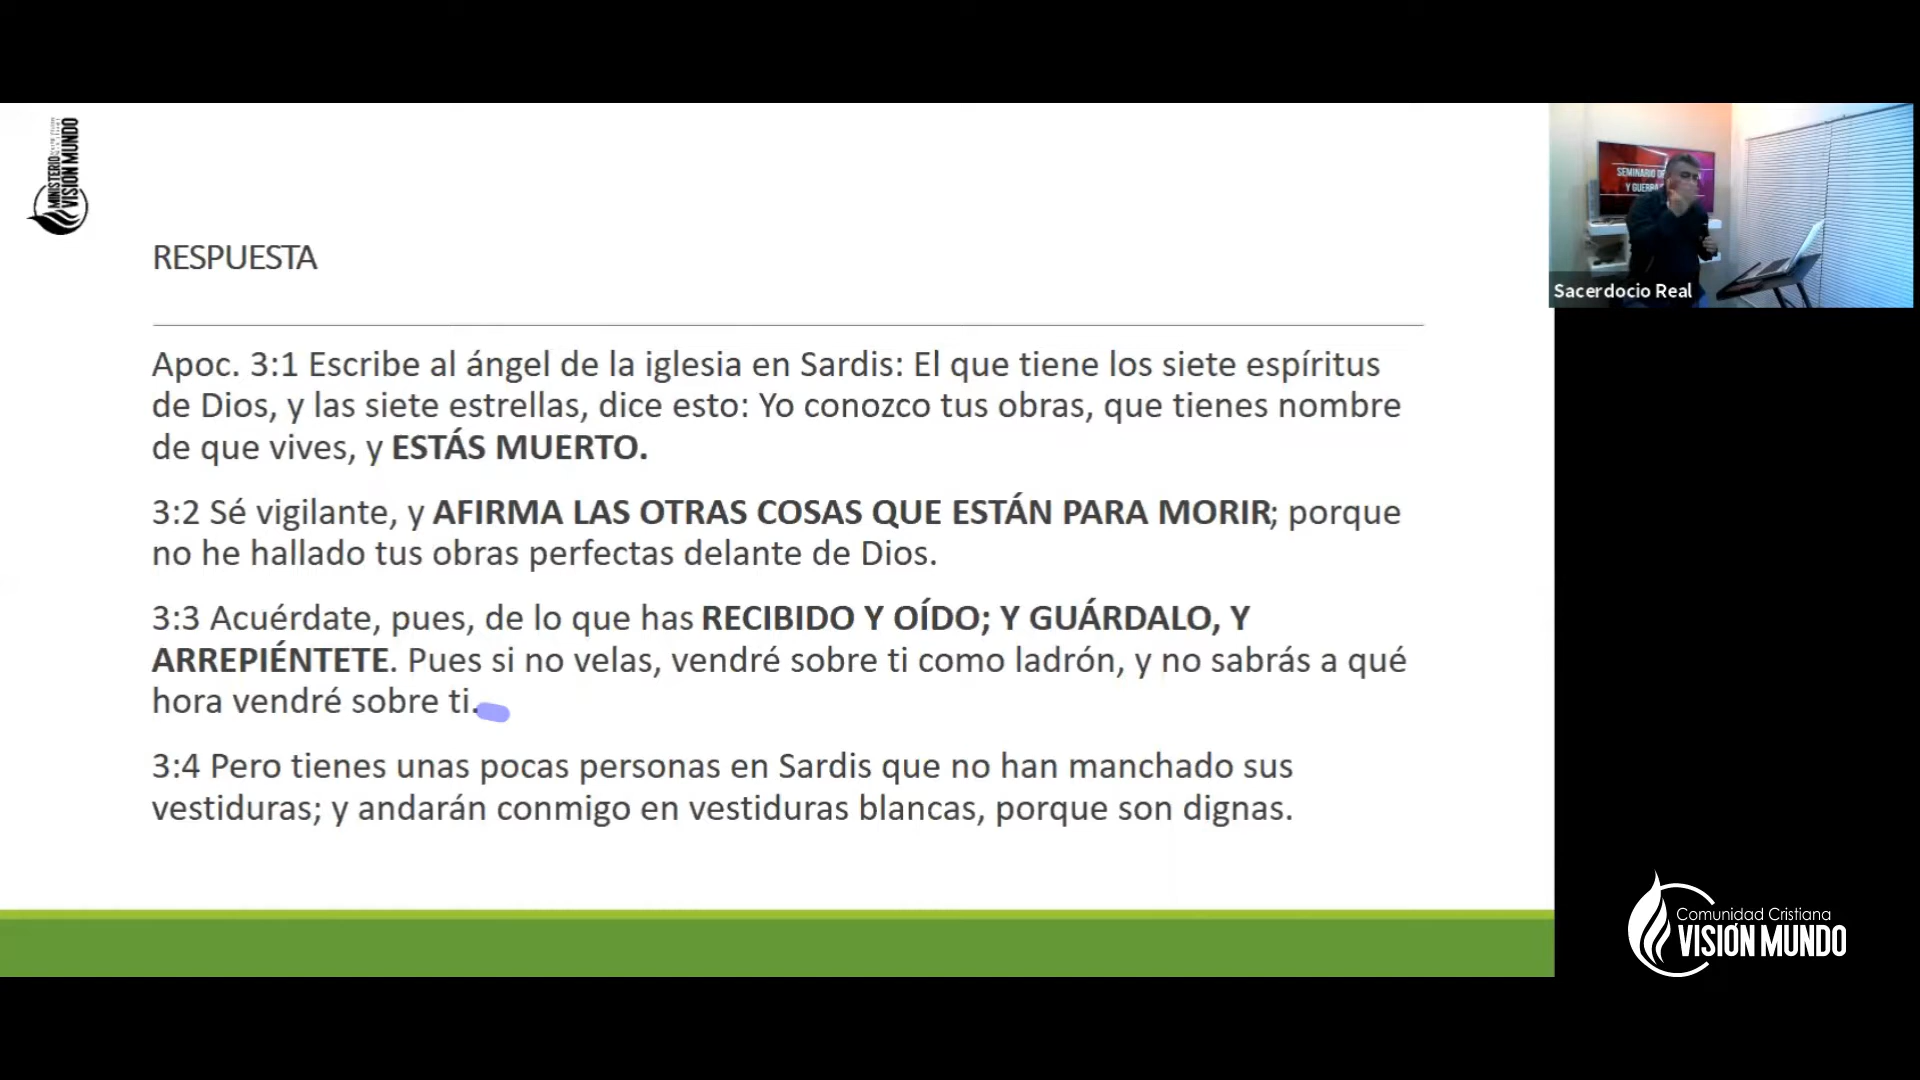 MINISTERIO
VISIÓN MUNDO
RESPUESTA
Apoc. 3:1 Escribe al ángel de la iglesia en Sardis: El que tiene los siete espíritus
de Dios, y las siete estrellas, dice esto: Yo conozco tus obras, que tienes nombre
de que vives, y ESTÁS MUERTO.
3:2 Sé vigilante, y AFIRMA LAS OTRAS COSAS QUE ESTÁN PARA MORIR; porque
no he hallado tus obras perfectas delante de Dios.
3:3 Acuérdate, pues, de lo que has RECIBIDO Y OÍDO; Y GUÁRDALO, Y
ARREPIÉNTETE. Pues si no velas, vendré sobre ti como ladrón, y no sabrás a qué
hora vendré sobre ti.
3:4 Pero tienes unas pocas personas en Sardis que no han manchado sus
vestiduras; y andarán conmigo en vestiduras blancas, porque son dignas.
SEMINARIO
Y
Sacerdocio Real
Comunidad Cristiana
VISIÓN MUNDO